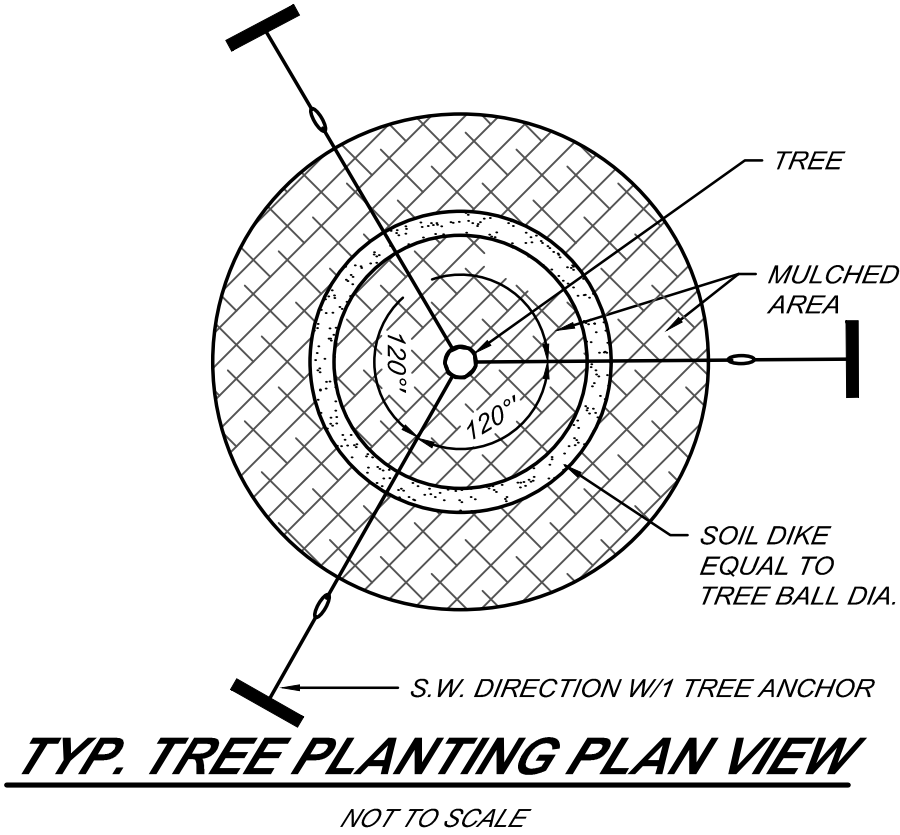 TREE
MULCHED
AREA
120°'
120°'
SOIL DIKE
EQUAL TO
TREE BALL DIA.
S.W. DIRECTION W/1 TREE ANCHOR
TYP. TREE PLANTING PLAN VIEW
NOT TO SCALE